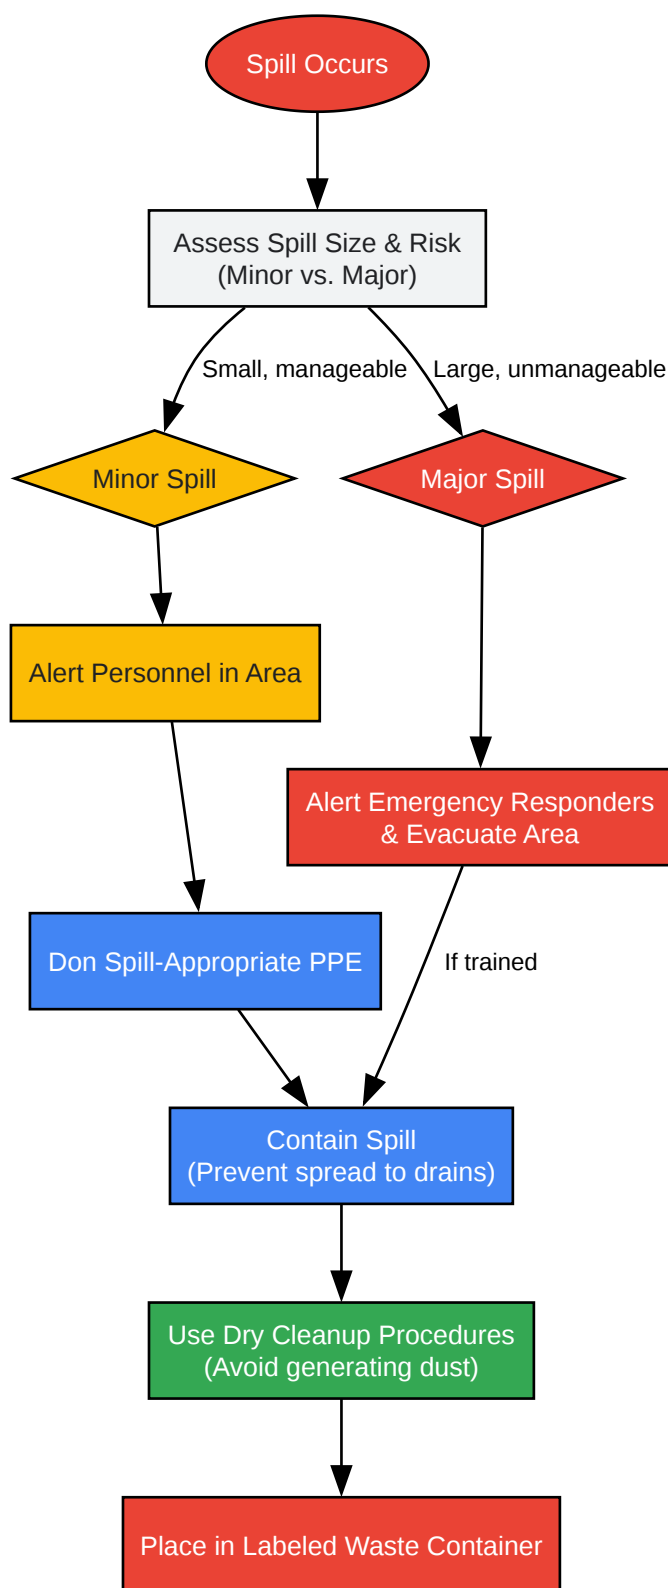 Spill Occurs
Assess Spill Size & Risk
(Minor vs. Major)
Small, manageable
Large, unmanageable
Minor Spill
Major Spill
Alert Personnel in Area
Alert Emergency Responders
& Evacuate Area
Don Spill-Appropriate PPE
If trained
Contain Spill
(Prevent spread to drains)
Use Dry Cleanup Procedures
(Avoid generating dust)
Place in Labeled Waste Container